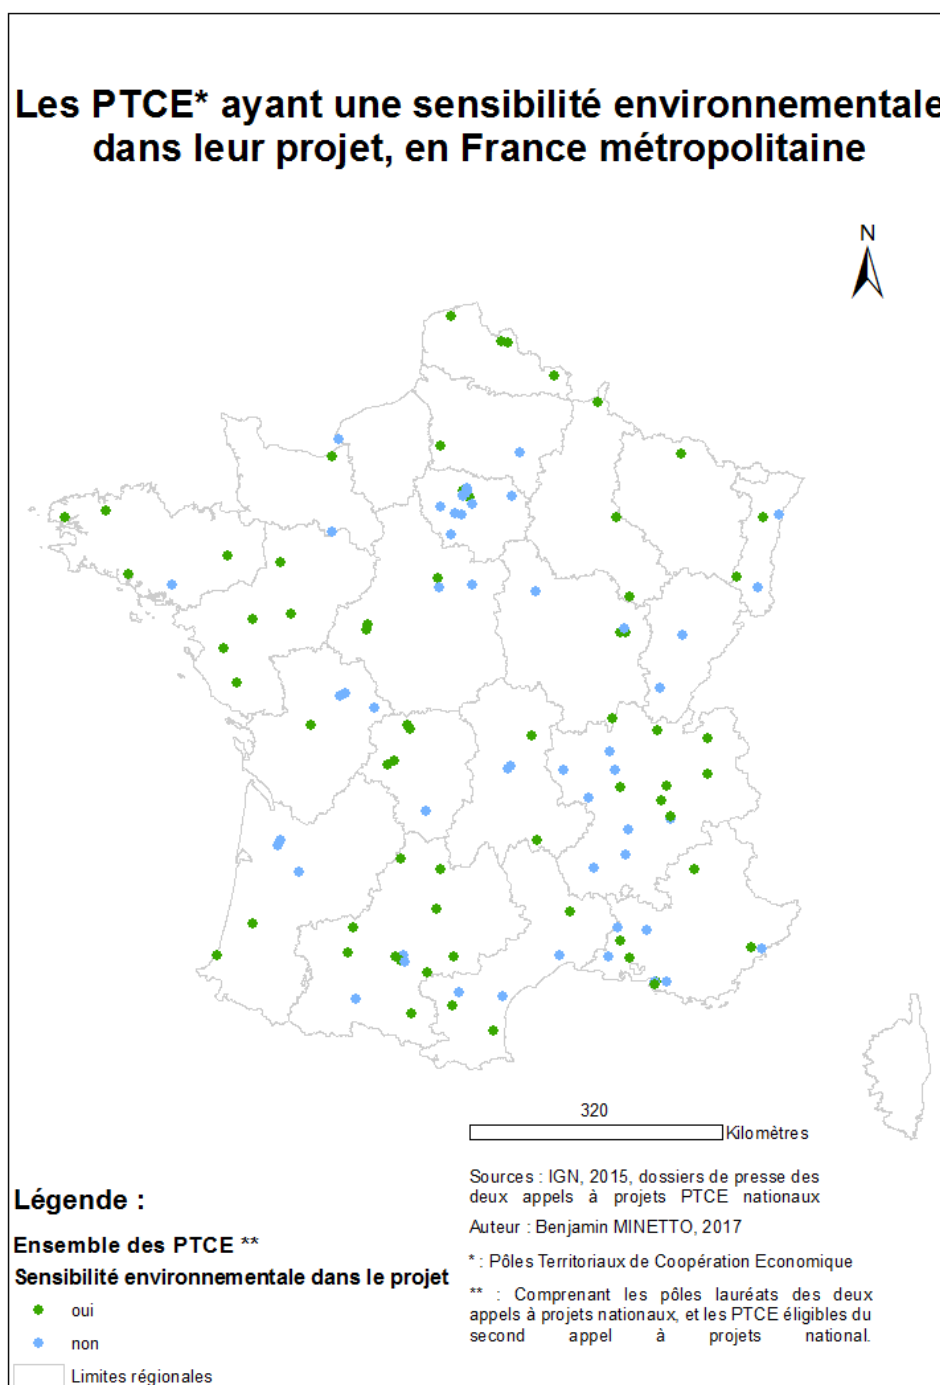 Les PTCE* ayant une sensibilité environnementale
dans leur projet, en France métropolitaine
N
320
Kilomètres
Sources : IGN, 2015, dossiers de presse des
deux appels à projets PTCE nationaux
Auteur : Benjamin MINETTO, 2017
* : Pôles Territoriaux de Coopération Economique
** : Comprenant les pôles lauréats des deux
appels à projets nationaux, et les PTCE éligibles du
second appel à projets national.
Légende :
Ensemble des PTCE **
Sensibilité environnementale dans le projet
oui
non
Limites régionales